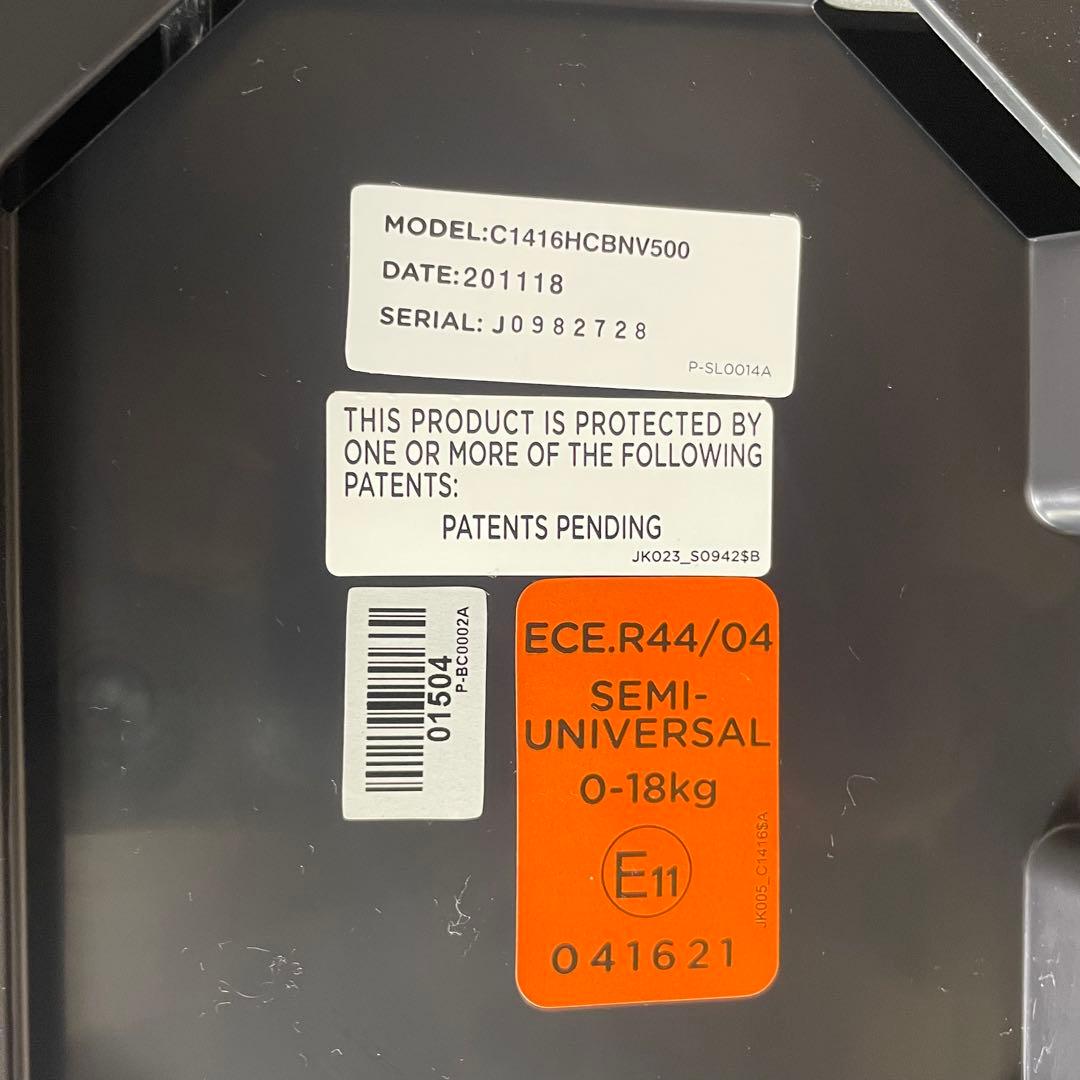 MODEL:C1416HCBNV500
DATE:201118
SERIAL: J0982728
P-SL0014A
THIS PRODUCT IS PROTECTED BY
ONE OR MORE OF THE FOLLOWING
PATENTS:
PATENTS PENDING
JK023_S0942$B
01504
P-BC0002A
ECE.R44/04
SEMI-
UNIVERSAL
0-18kg
E11
041621
JK005_C1416$A